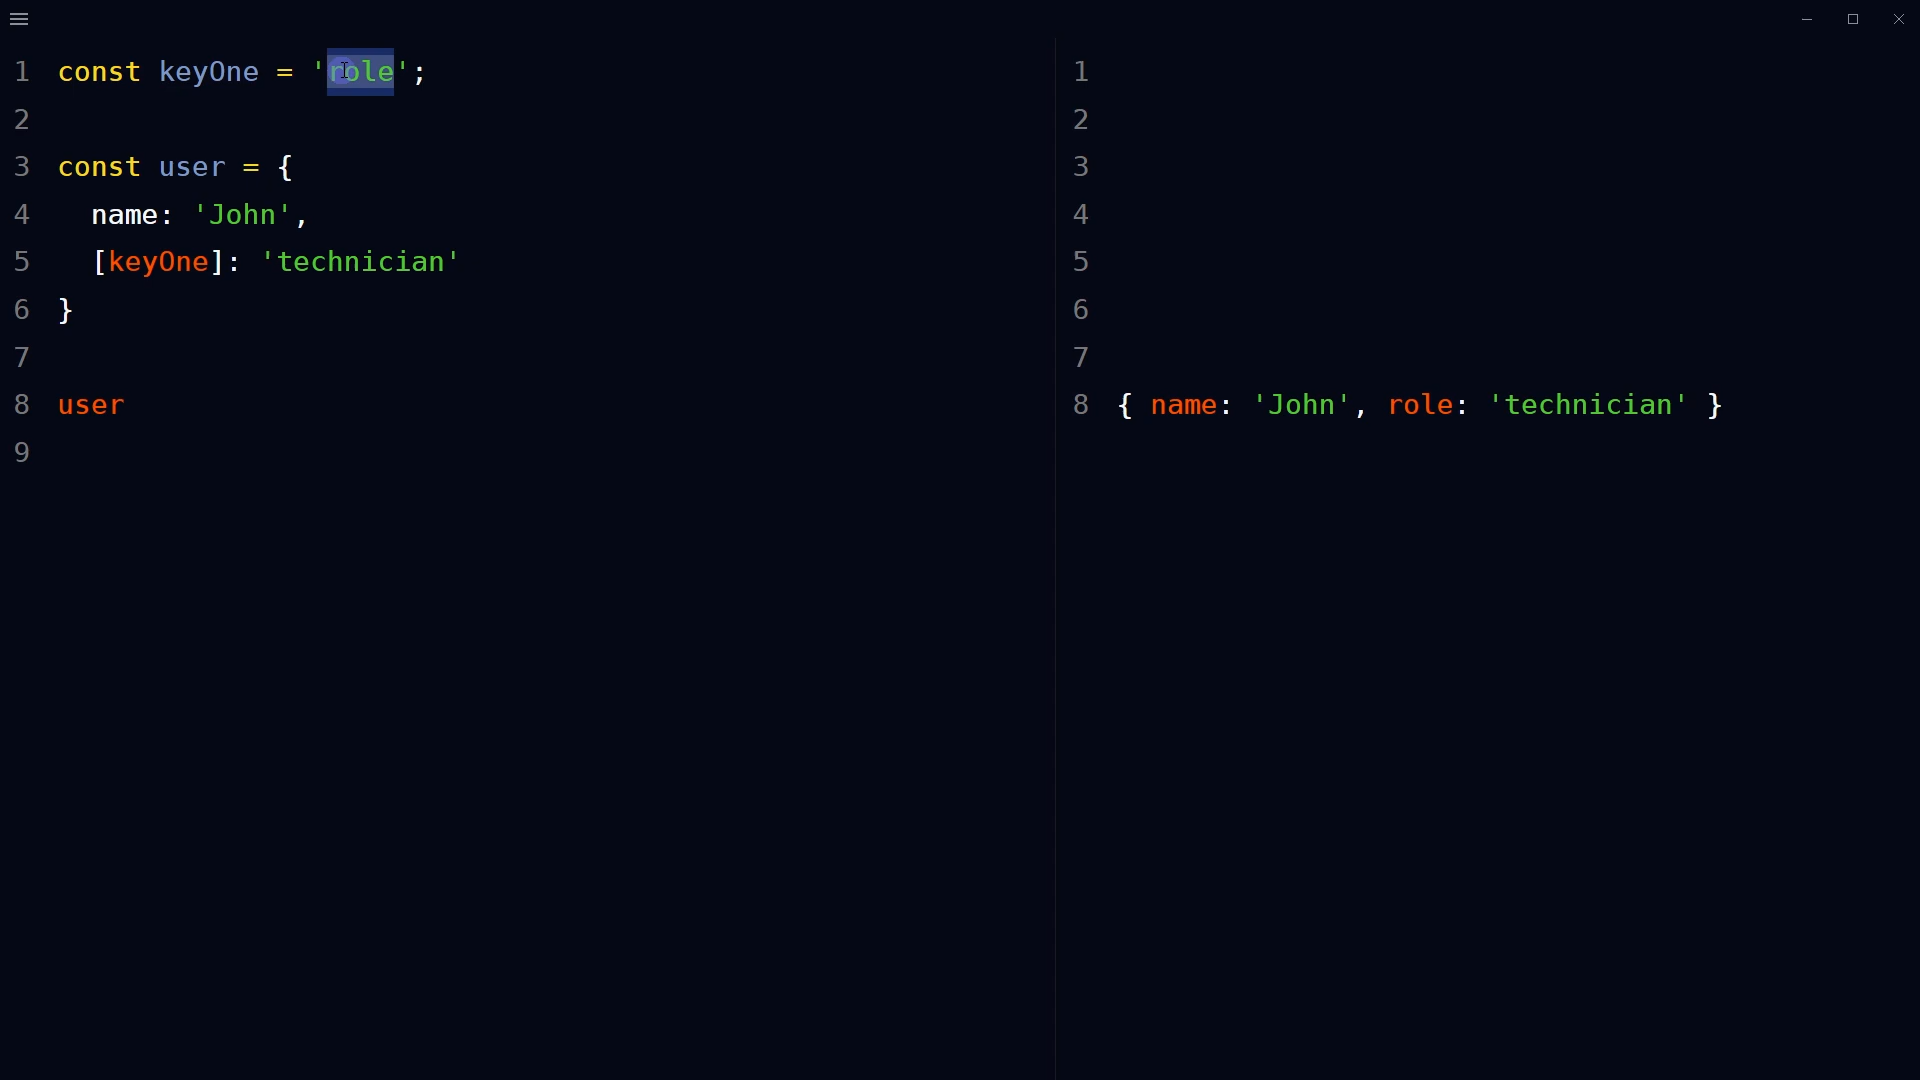 1 const keyOne = 'role';
2
3 const user = {
4   name: 'John',
5   [keyOne]: 'technician'
6 }
7
8 user
9
1
2
3
4
5
6
7
8 { name: 'John', role: 'technician' }